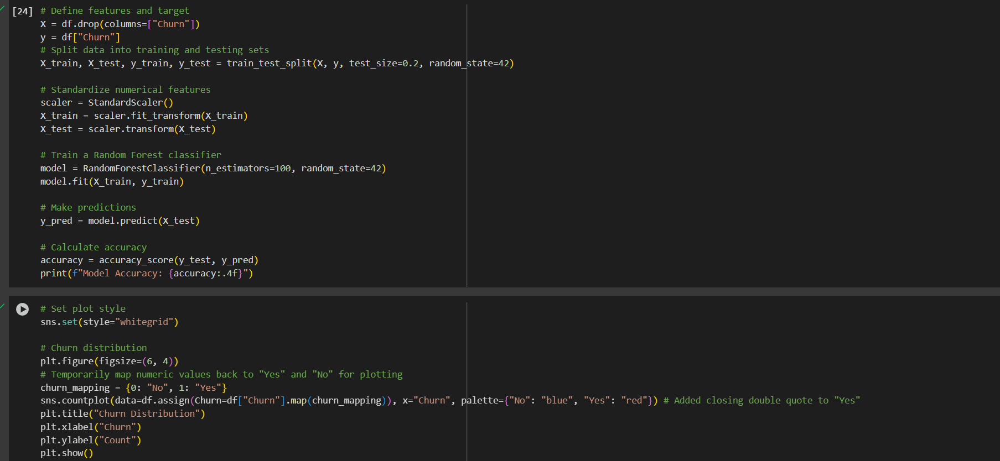 [24] # Define features and target
X = df.drop(columns=["Churn"])
y = df["Churn"]
# Split data into training and testing sets
X_train, X_test, y_train, y_test = train_test_split(X, y, test_size=0.2, random_state=42)
# Standardize numerical features
scaler = StandardScaler()
X_train = scaler.fit_transform(X_train)
X_test = scaler.transform(X_test)
# Train a Random Forest classifier
model = RandomForestClassifier(n_estimators=100, random_state=42)
model.fit(X_train, y_train)
# Make predictions
y_pred = model.predict(X_test)
# Calculate accuracy
accuracy = accuracy_score(y_test, y_pred)
print(f"Model Accuracy: {accuracy:.4f}")
# Set plot style
sns.set(style="whitegrid")
# Churn distribution
plt.figure(figsize=(6, 4))
# Temporarily map numeric values back to "Yes" and "No" for plotting
churn_mapping = {0: "No", 1: "Yes"}
sns.countplot(data=df.assign(Churn=df["Churn"].map(churn_mapping)), x="Churn", palette={"No": "blue", "Yes": "red"}) # Added closing double quote to "Yes"
plt.title("Churn Distribution")
plt.xlabel("Churn")
plt.ylabel("Count")
plt.show()